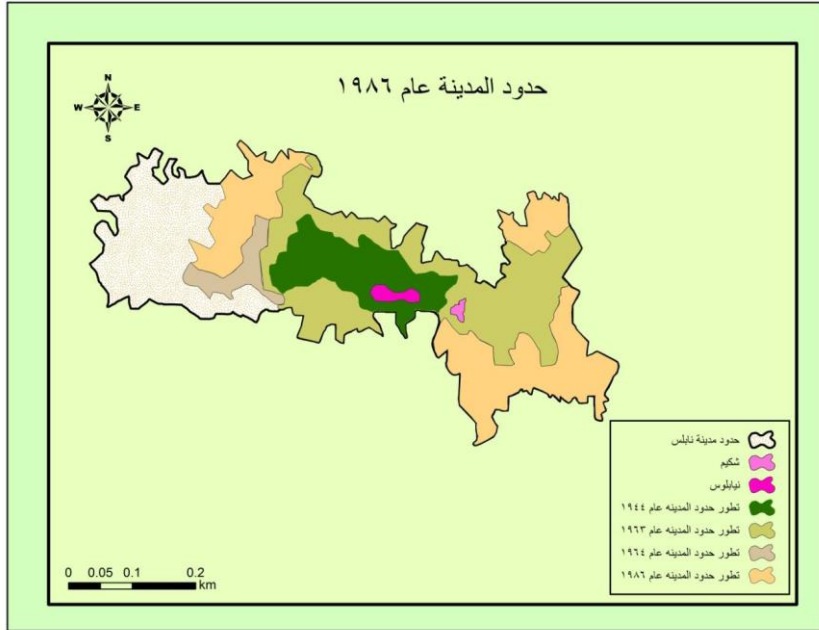 حدود المدينة عام ١٩٨٦
N
W E
S
حدود مدينة نابلس
شكيم
نيابلوس
تطور حدود المدينه عام ١٩٤٤
تطور حدود المدينه عام ١٩٦٣
تطور حدود المدينه عام ١٩٦٤
تطور حدود المدينه عام ١٩٨٦
0 0.05 0.1 0.2
km